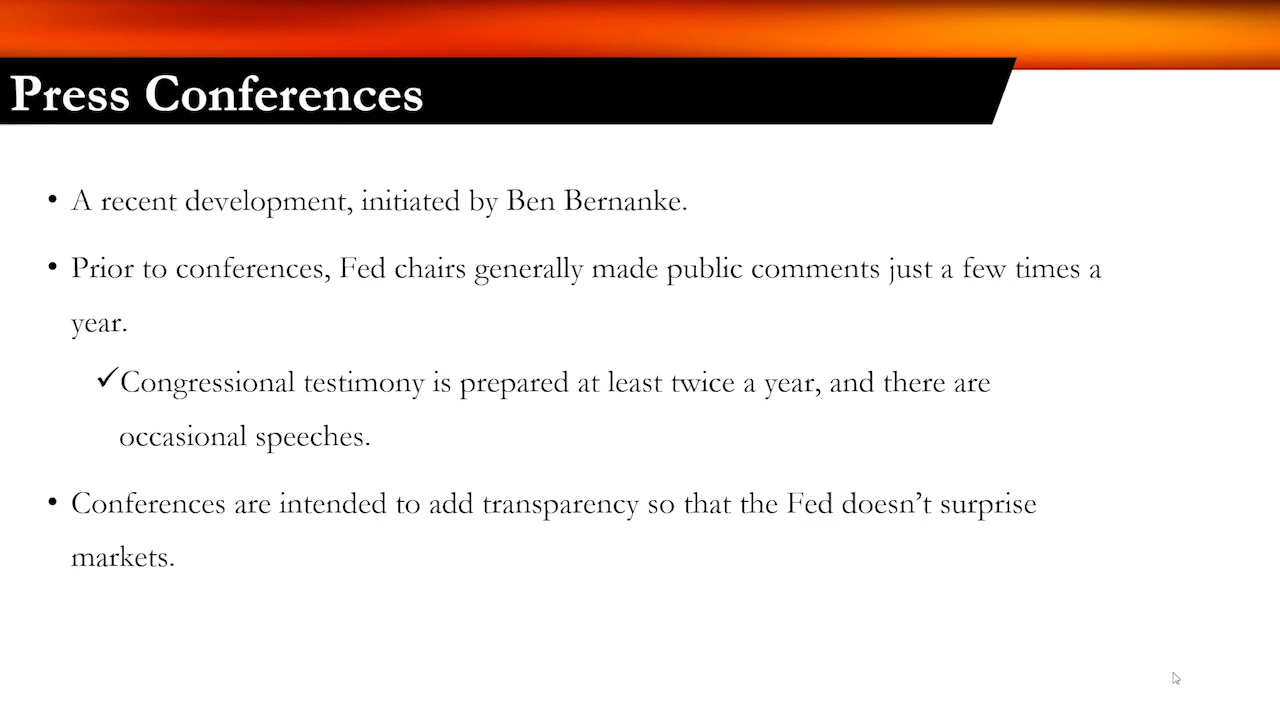 Press Conferences
• A recent development, initiated by Ben Bernanke.
• Prior to conferences, Fed chairs generally made public comments just a few times a
year.
✓Congressional testimony is prepared at least twice a year, and there are
occasional speeches.
• Conferences are intended to add transparency so that the Fed doesn’t surprise
markets.